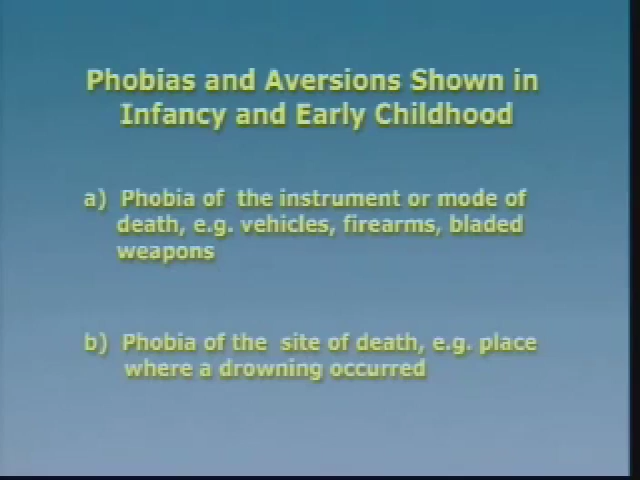 Phobias and Aversions Shown in
Infancy and Early Childhood
a) Phobia of the instrument or mode of
death, e.g. vehicles, firearms, bladed
weapons
b) Phobia of the site of death, e.g. place
where a drowning occurred